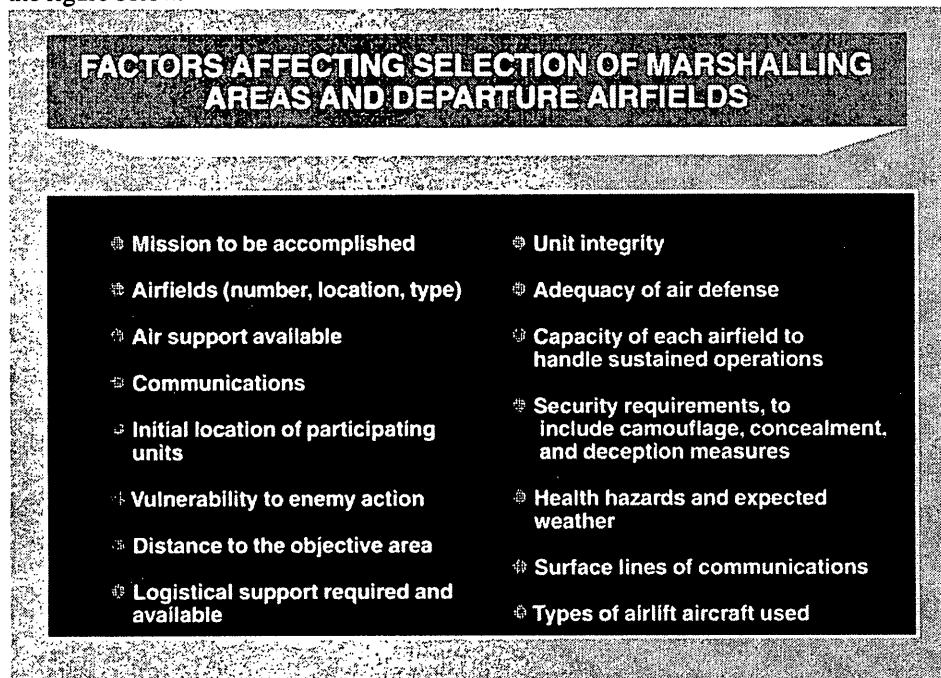 FACTORS AFFECTING SELECTION OF MARSHALLING
AREAS AND DEPARTURE AIRFIELDS
Mission to be accomplished
Airfields (number, location, type)
Air support available
Communications
Initial location of participating
units
Vulnerability to enemy action
Distance to the objective area
Logistical support required and
available
Unit integrity
Adequacy of air defense
Capacity of each airfield to
handle sustained operations
Security requirements, to
include camouflage, concealment,
and deception measures
Health hazards and expected
weather
Surface lines of communications
Types of airlift aircraft used